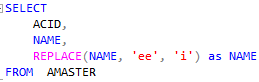 SELECT
ACID,
NAME,
REPLACE(NAME, 'ee', 'i') as NAME
FROM AMASTER